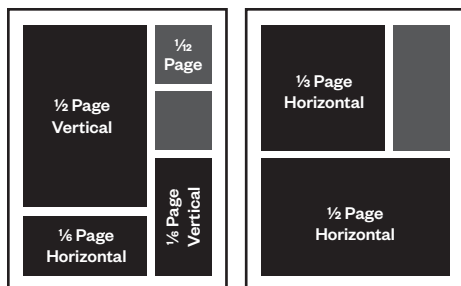 ½ Page
Vertical
1/12
Page
⅙ Page
Horizontal
⅙ Page
Vertical
⅓ Page
Horizontal
½ Page
Horizontal